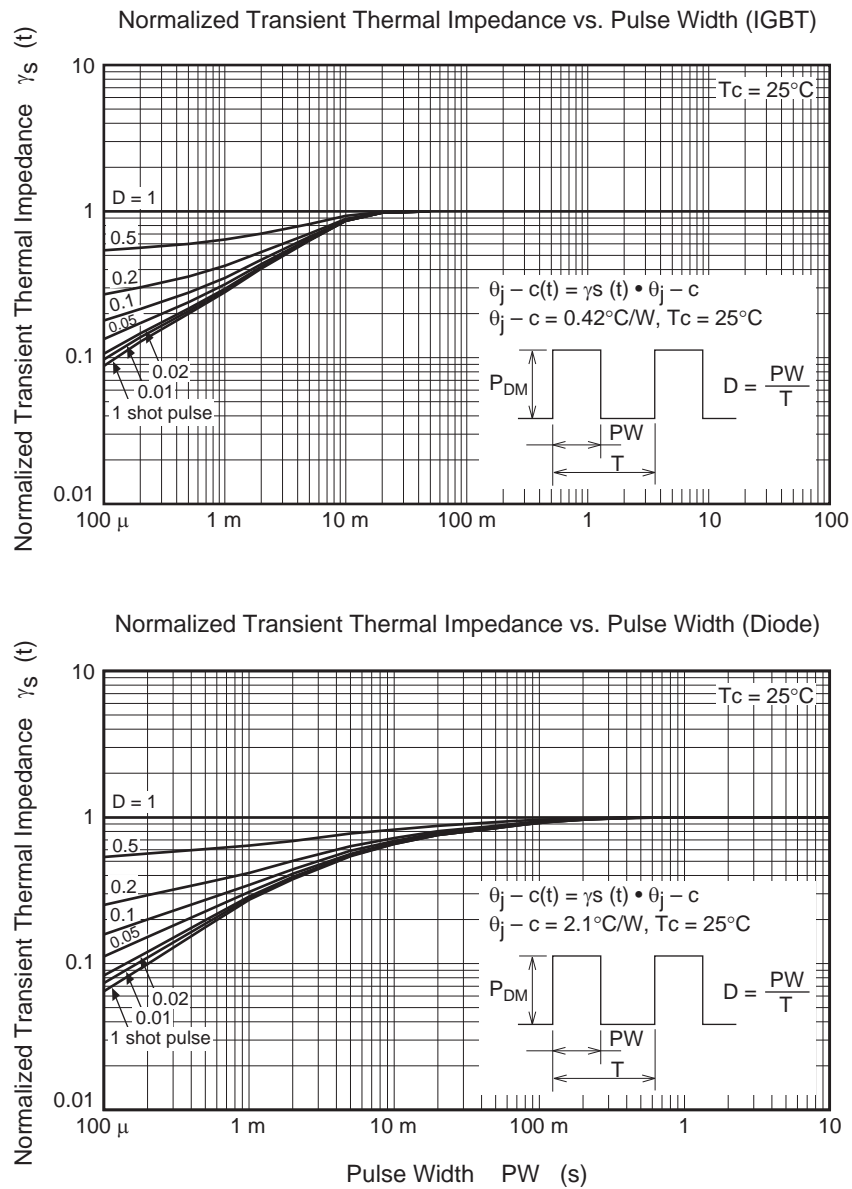 Normalized Transient Thermal Impedance vs. Pulse Width (IGBT)
Normalized Transient Thermal Impedance γs (t)
10
1
0.1
0.01
Tc = 25°C
D = 1
0.5
0.2
0.1
0.05
0.02
0.01
1 shot pulse
θj – c(t) = γs (t) • θj – c
θj – c = 0.42°C/W, Tc = 25°C
PDM
PW
T
D = PW
T
100 μ
1 m
10 m
100 m
1
10
100
Normalized Transient Thermal Impedance vs. Pulse Width (Diode)
Normalized Transient Thermal Impedance γs (t)
10
1
0.1
0.01
Tc = 25°C
D = 1
0.5
0.2
0.1
0.05
0.02
0.01
1 shot pulse
θj – c(t) = γs (t) • θj – c
θj – c = 2.1°C/W, Tc = 25°C
PDM
PW
T
D = PW
T
100 μ
1 m
10 m
100 m
1
10
Pulse Width PW (s)